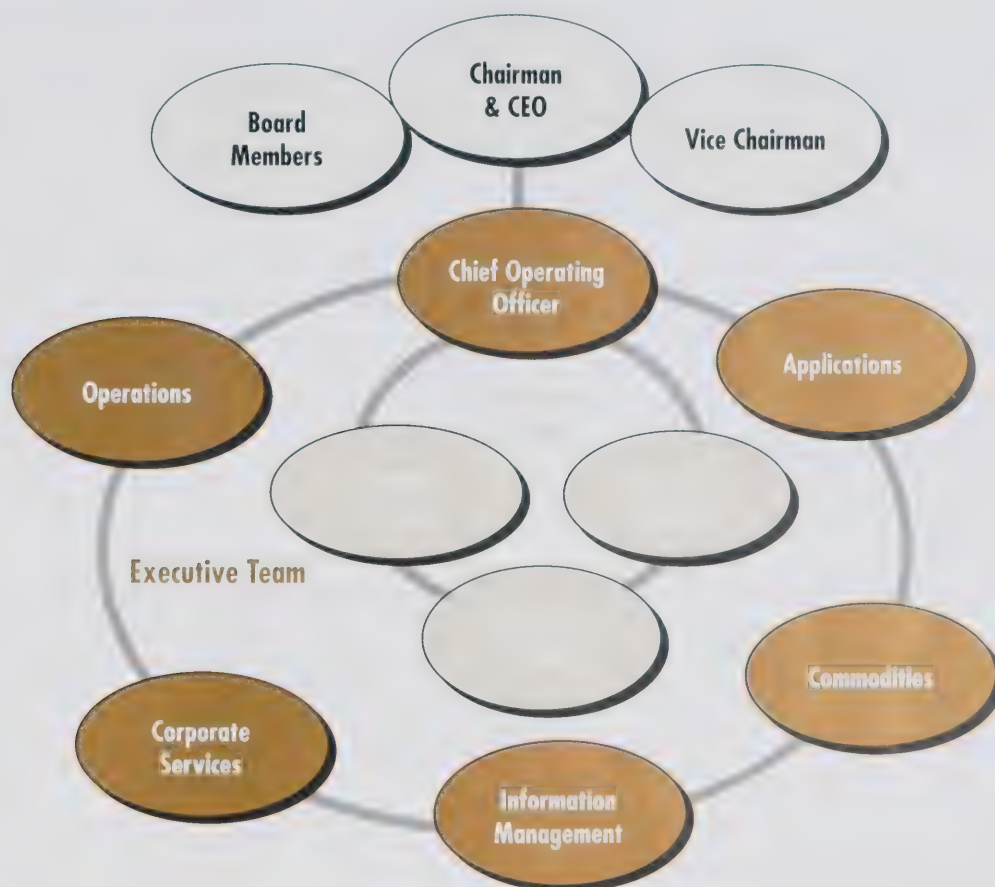 Chairman
& CEO
Board
Members
Vice Chairman
Chief Operating
Officer
Applications
Operations
Executive Team
Commodities
Corporate
Services
Information
Management